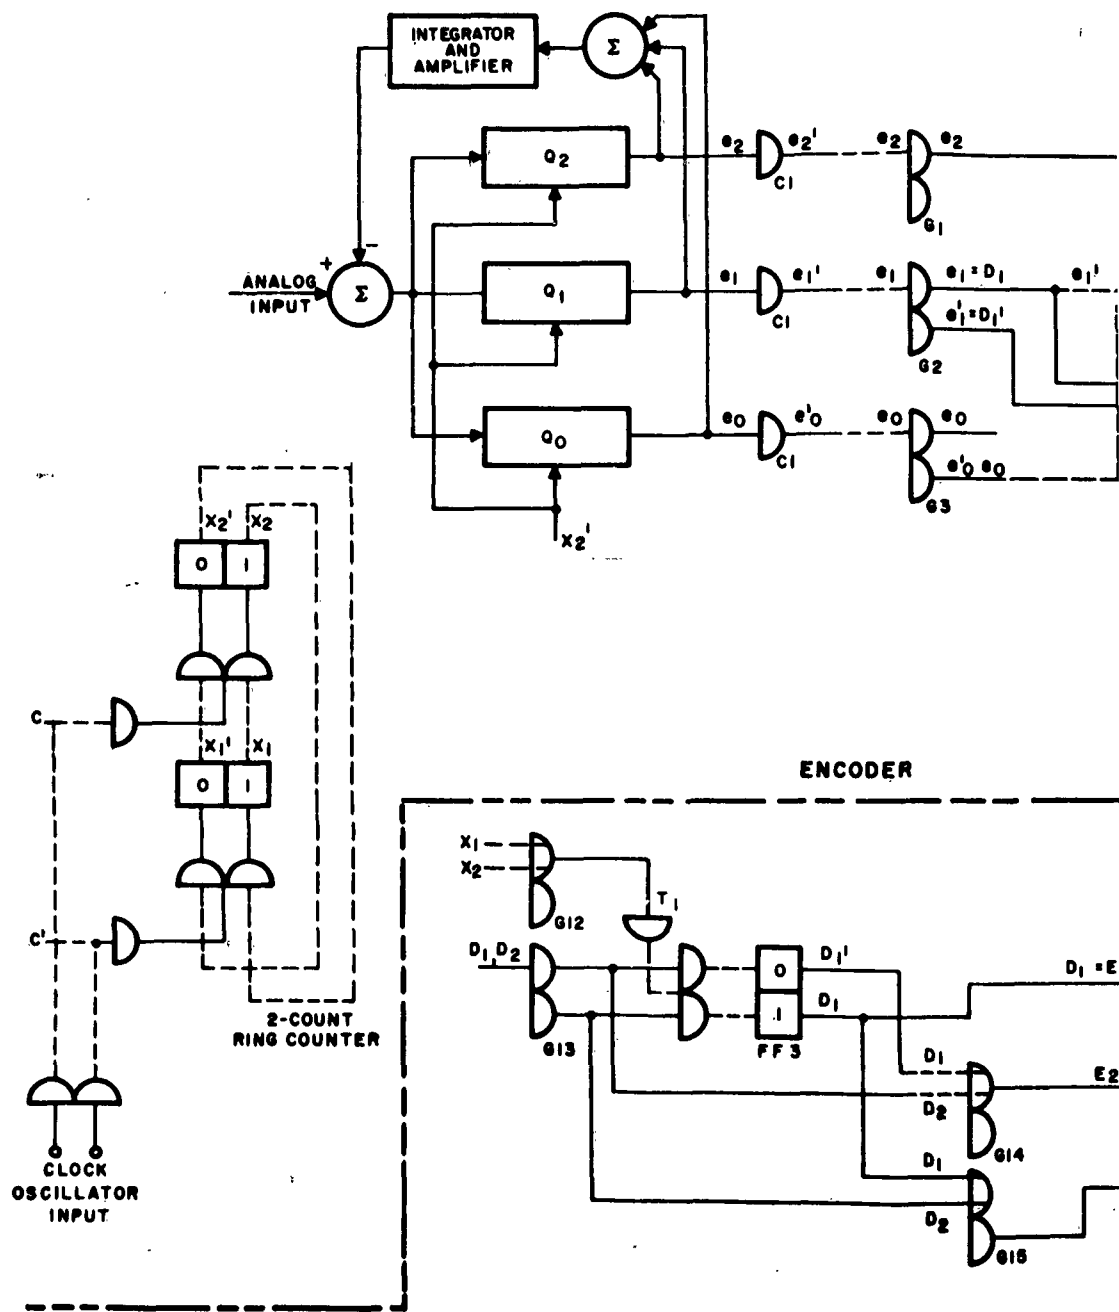 INTEGRATOR
AND
AMPLIFIER
Σ
Q2
e2
e2'
C1
e2
e2
G1
ANALOG
INPUT
+
−
Σ
Q1
e1
e1'
C1
e1
e1=D1
e1'
e1'=D1'
G2
Q0
e0
e'0
C1
e0
e0
e'0 e0
G3
X2'
X2'
X2
0
1
C
X1'
X1
0
1
C'
2-COUNT
RING COUNTER
CLOCK
OSCILLATOR
INPUT
ENCODER
X1
X2
G12
T1
D1,D2
G13
0
1
FF3
D1'
D1
D1=E
D1
D2
E2
G14
D1
D2
G15